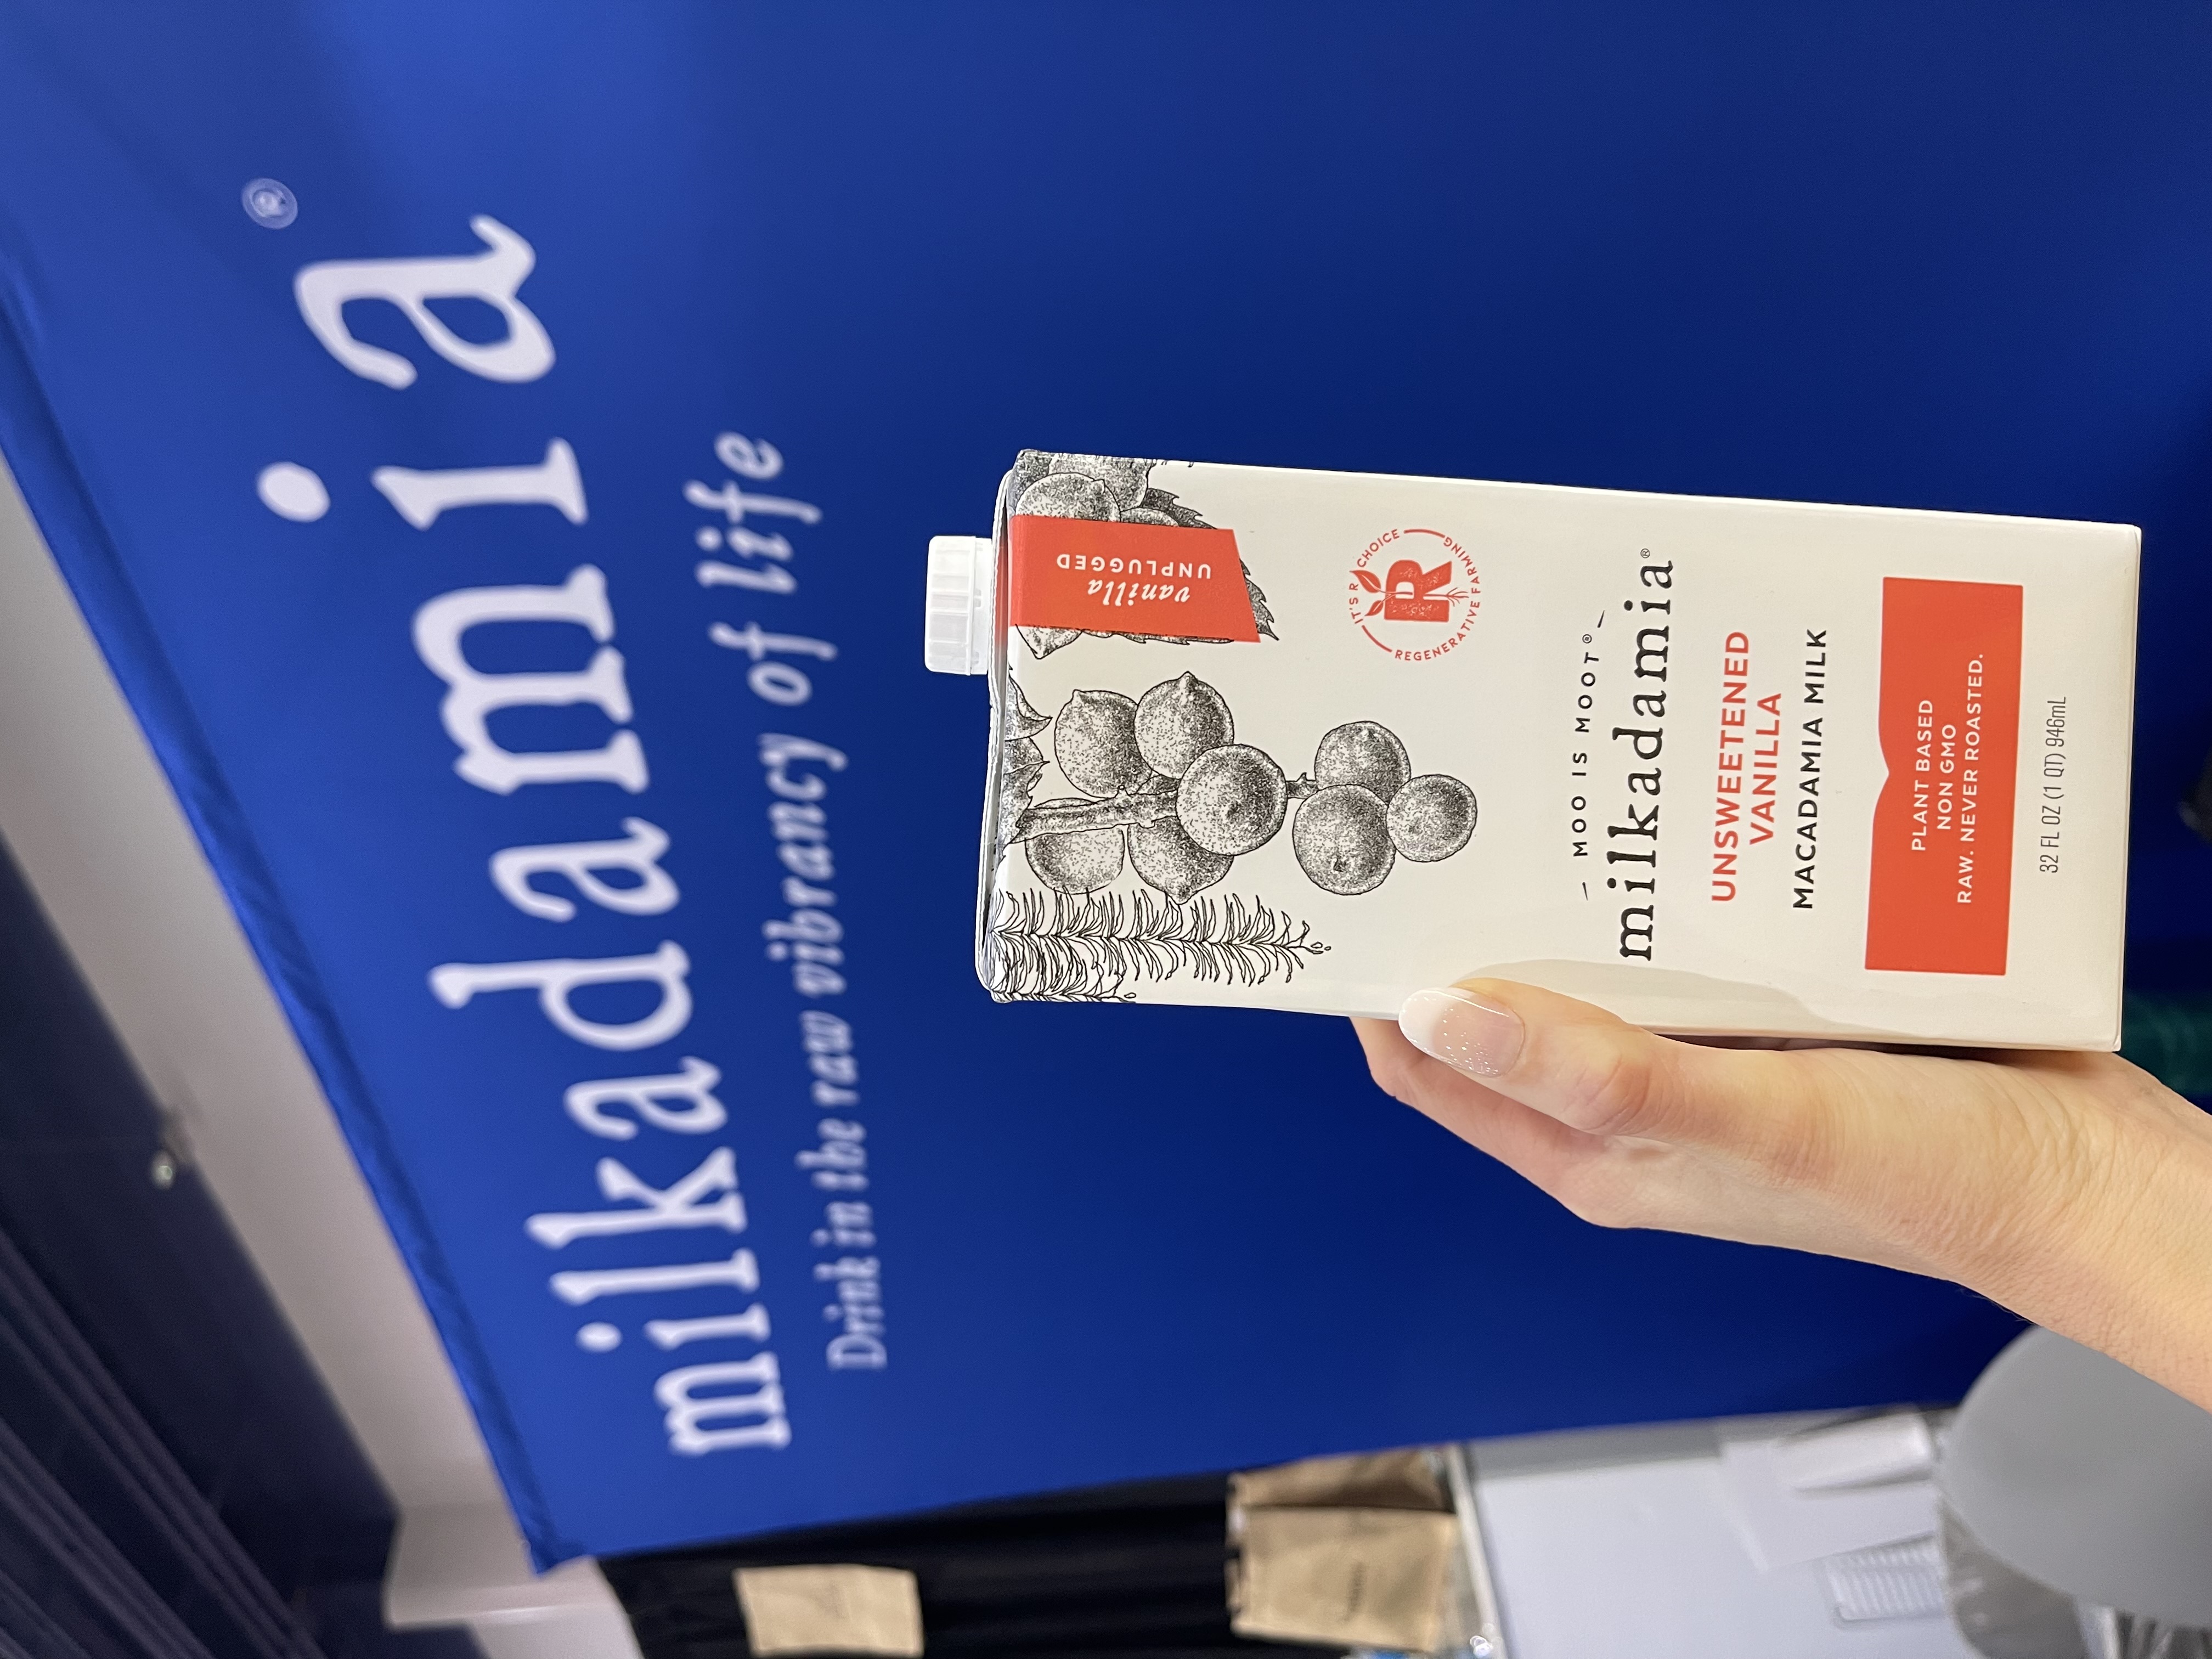 milkadamia®
Drink in the raw vibrancy of life
vanilla
UNPLUGGED
IT'S R CHOICE
R
REGENERATIVE FARMING
— MOO IS MOOT® —
milkadamia®
UNSWEETENED
VANILLA
MACADAMIA MILK
PLANT BASED
NON GMO
RAW. NEVER ROASTED.
32 FL OZ (1 QT) 946mL